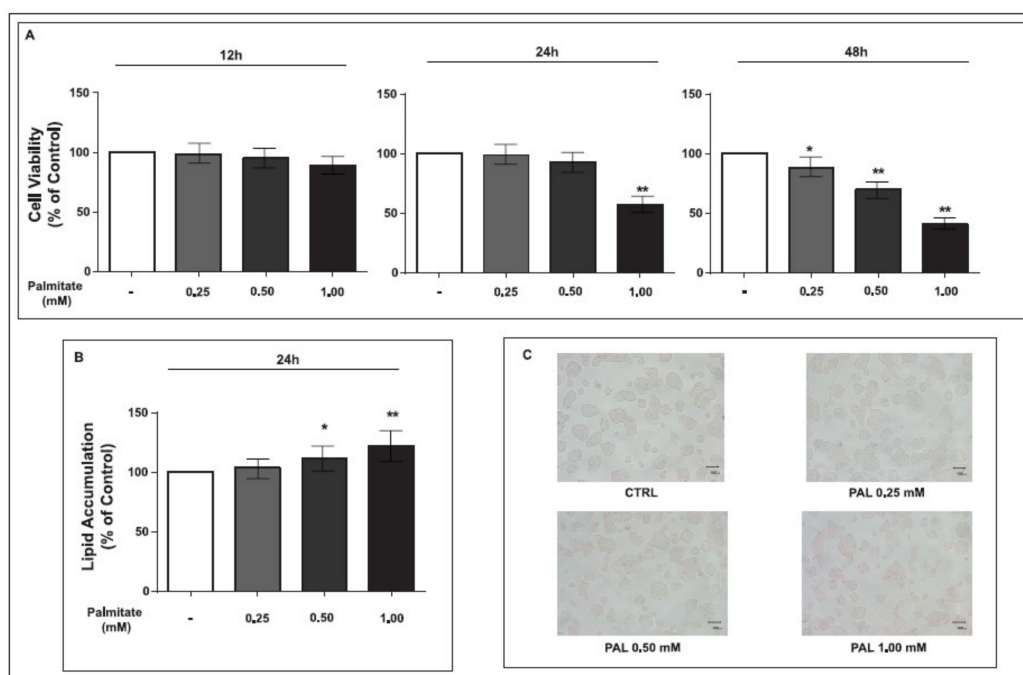 A
12h
24h
48h
Cell Viability
(% of Control)
150
100
50
0
Palmitate
(mM)
-
0.25
0.50
1.00
150
100
50
0
**
-
0.25
0.50
1.00
150
100
50
0
*
**
**
-
0.25
0.50
1.00
B
24h
Lipid Accumulation
(% of Control)
150
100
50
0
*
**
Palmitate
(mM)
-
0.25
0.50
1.00
C
CTRL
PAL 0.25 mM
PAL 0.50 mM
PAL 1.00 mM